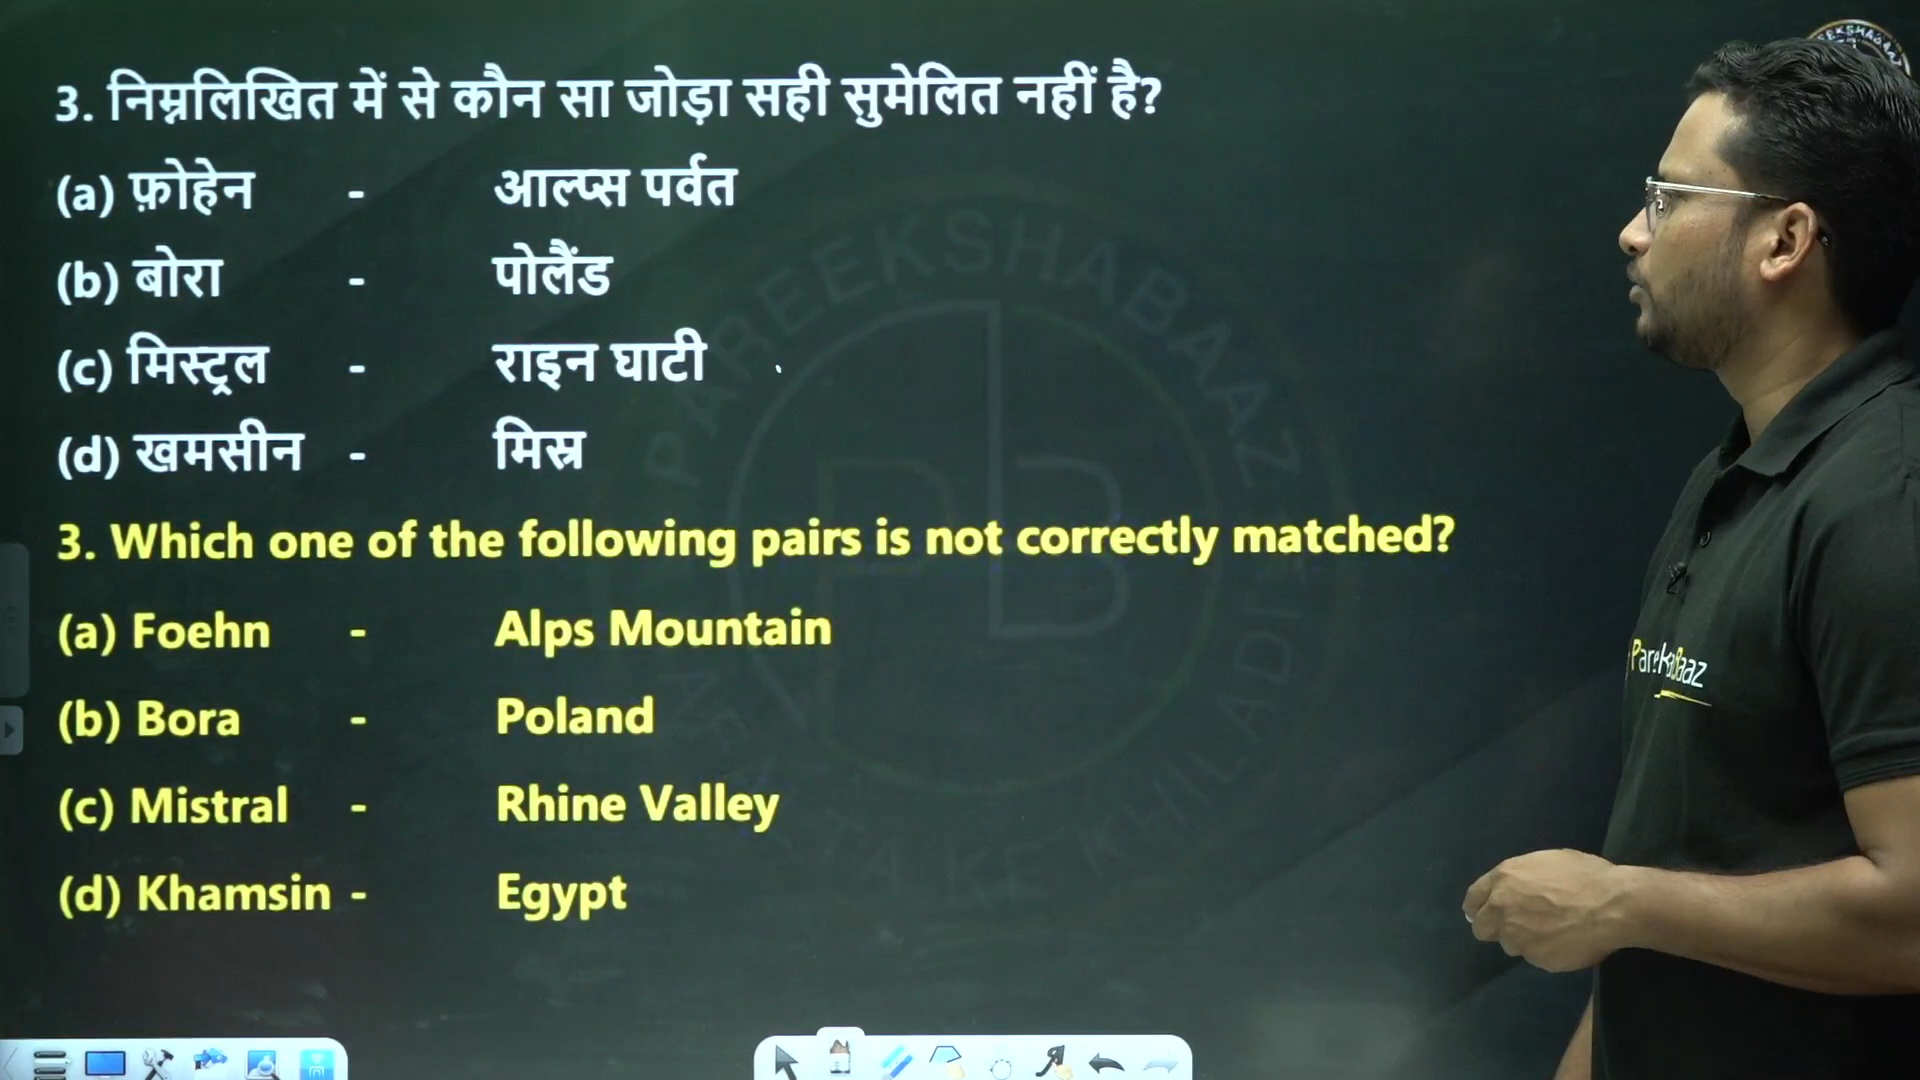 3. निम्नलिखित में से कौन सा जोड़ा सही सुमेलित नहीं है?
(a) फ़ोहेन - आल्प्स पर्वत
(b) बोरा - पोलैंड
(c) मिस्ट्रल - राइन घाटी
(d) खमसीन - मिस्र
3. Which one of the following pairs is not correctly matched?
(a) Foehn - Alps Mountain
(b) Bora - Poland
(c) Mistral - Rhine Valley
(d) Khamsin - Egypt
PAREEKSHABAAZ